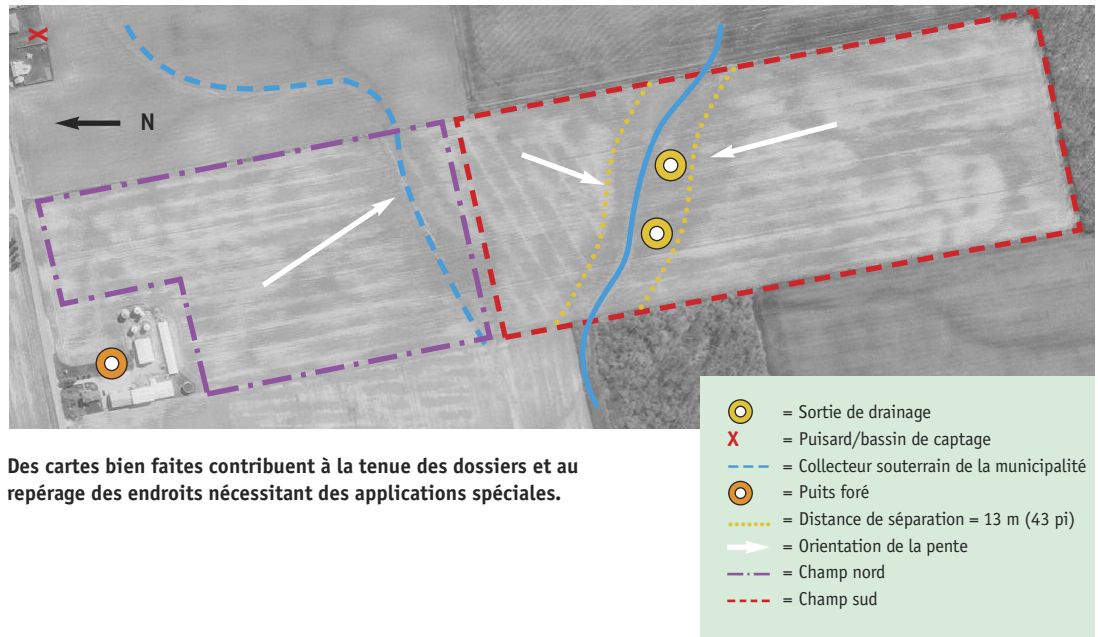 N
Des cartes bien faites contribuent à la tenue des dossiers et au
repérage des endroits nécessitant des applications spéciales.
= Sortie de drainage
X = Puisard/bassin de captage
= Collecteur souterrain de la municipalité
= Puits foré
= Distance de séparation = 13 m (43 pi)
= Orientation de la pente
= Champ nord
= Champ sud